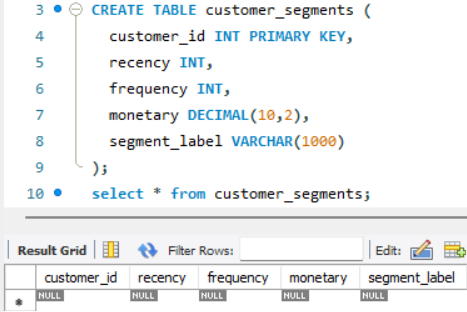 3 CREATE TABLE customer_segments (
4 customer_id INT PRIMARY KEY,
5 recency INT,
6 frequency INT,
7 monetary DECIMAL(10,2),
8 segment_label VARCHAR(1000)
9 );
10 select * from customer_segments;
Result Grid Filter Rows: Edit:
customer_id recency frequency monetary segment_label
* NULL NULL NULL NULL NULL